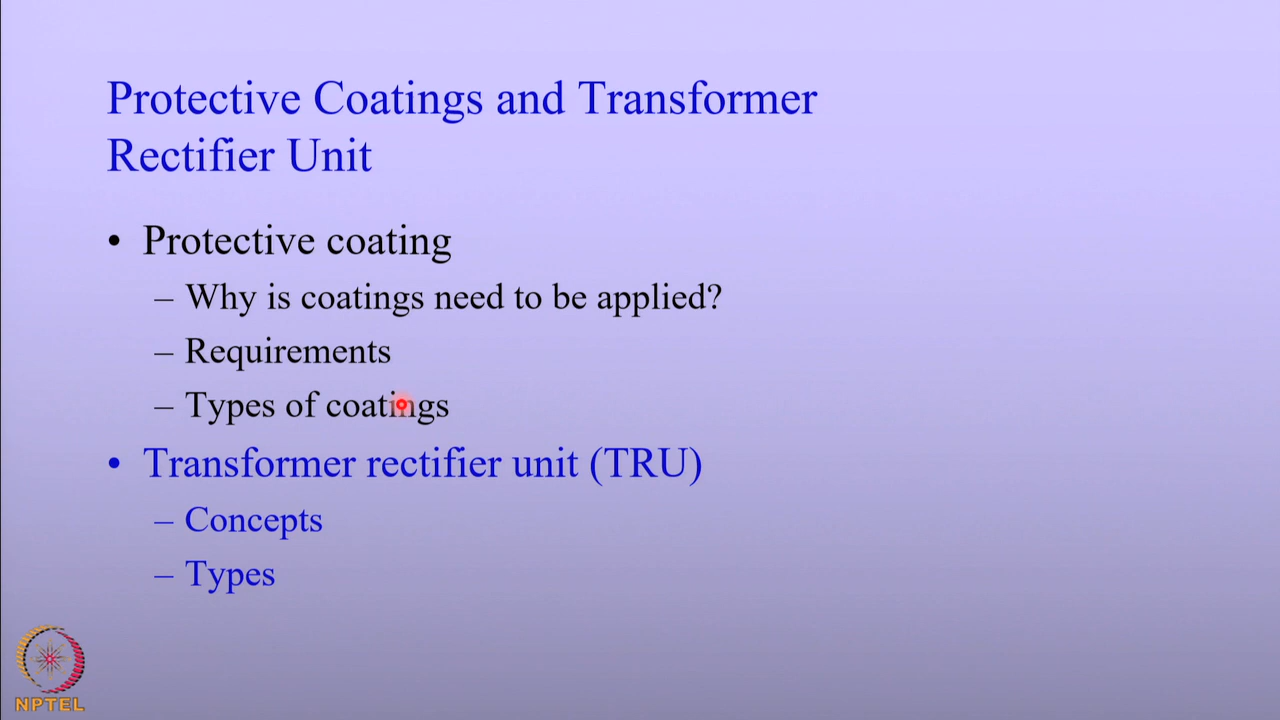 Protective Coatings and Transformer
Rectifier Unit
• Protective coating
– Why is coatings need to be applied?
– Requirements
– Types of coatings
• Transformer rectifier unit (TRU)
– Concepts
– Types
NPTEL